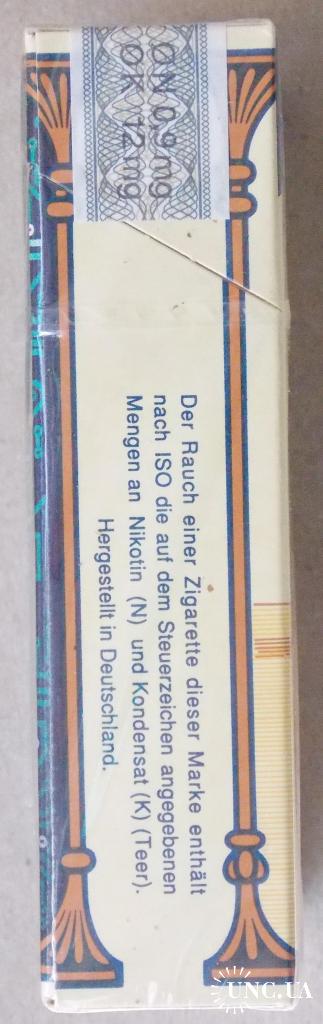 Ø N 0,9 mg
Ø K 12 mg
Der Rauch einer Zigarette dieser Marke enthält
nach ISO die auf dem Steuerzeichen angegebenen
Mengen an Nikotin (N) und Kondensat (K) (Teer).
Hergestellt in Deutschland.
UNC.UA